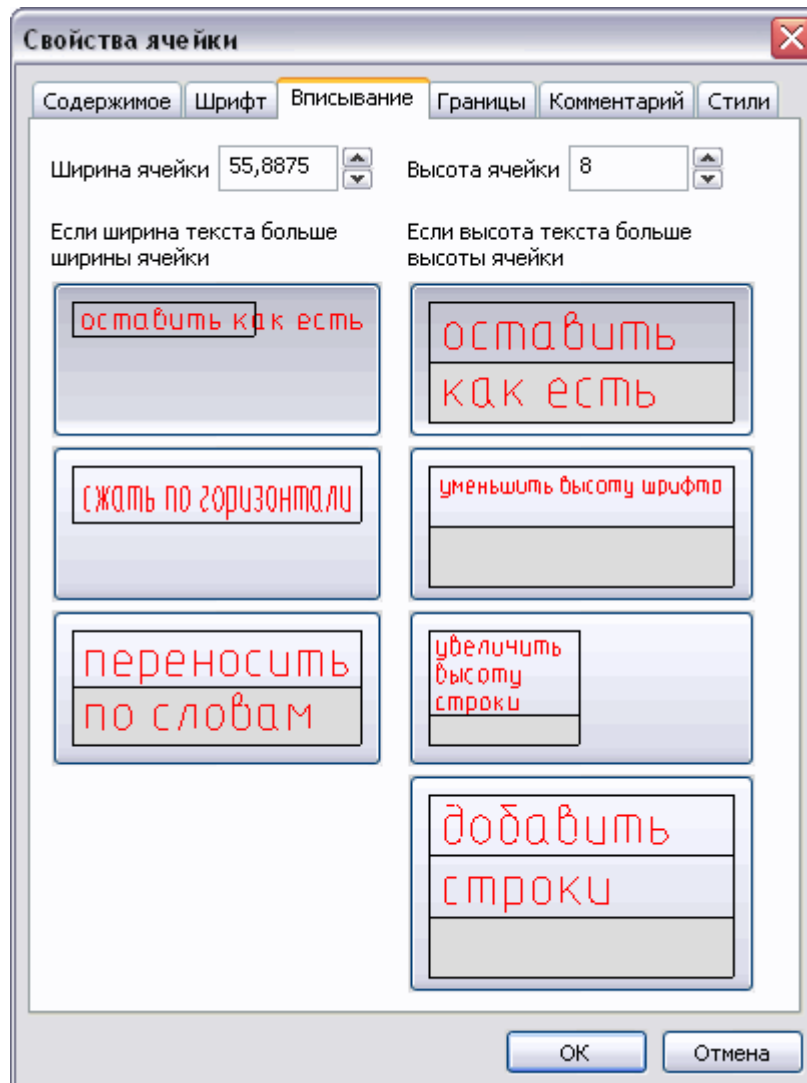 Свойства ячейки
Содержимое Шрифт Вписывание Границы Комментарий Стили
Ширина ячейки 55,8875 Высота ячейки 8
Если ширина текста больше
ширины ячейки
Если высота текста больше
высоты ячейки
оставить как есть
оставить
как есть
сжать по горизонтали
уменьшить высоту шрифта
переносить
по словам
увеличить
высоту
строки
добавить
строки
ОК Отмена